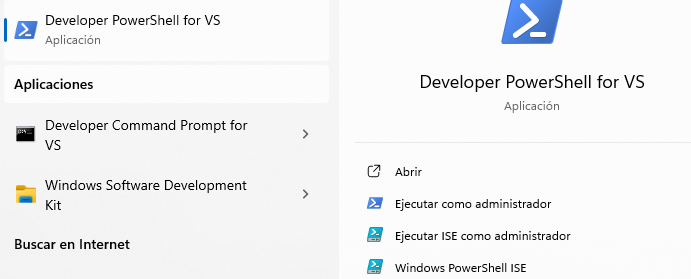 Developer PowerShell for VS
Aplicación
Aplicaciones
Developer Command Prompt for
VS
Windows Software Development
Kit
Buscar en Internet
Developer PowerShell for VS
Aplicación
Abrir
Ejecutar como administrador
Ejecutar ISE como administrador
Windows PowerShell ISE